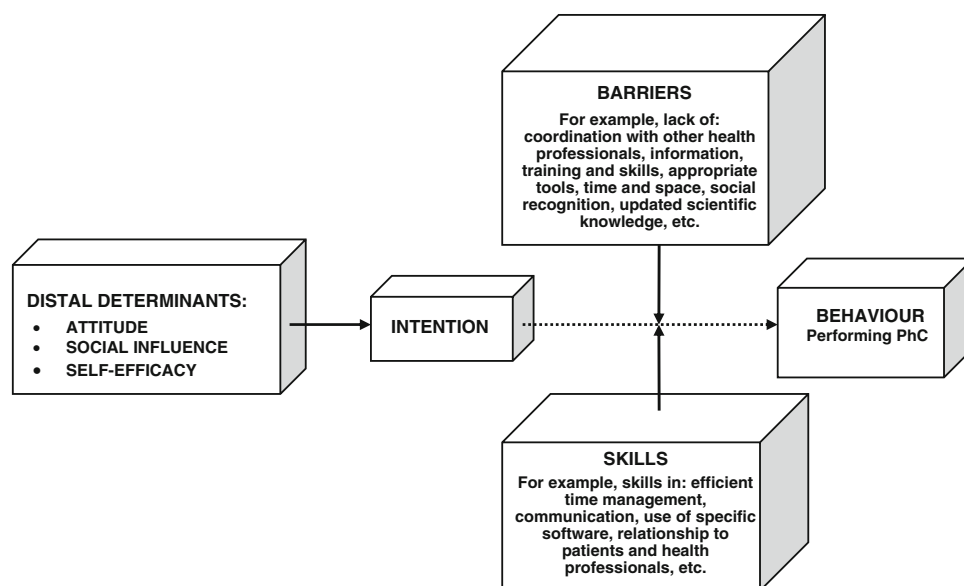 BARRIERS
For example, lack of:
coordination with other health
professionals, information,
training and skills, appropriate
tools, time and space, social
recognition, updated scientific
knowledge, etc.
DISTAL DETERMINANTS:
• ATTITUDE
• SOCIAL INFLUENCE
• SELF-EFFICACY
INTENTION
BEHAVIOUR
Performing PhC
SKILLS
For example, skills in: efficient
time management,
communication, use of specific
software, relationship to
patients and health
professionals, etc.